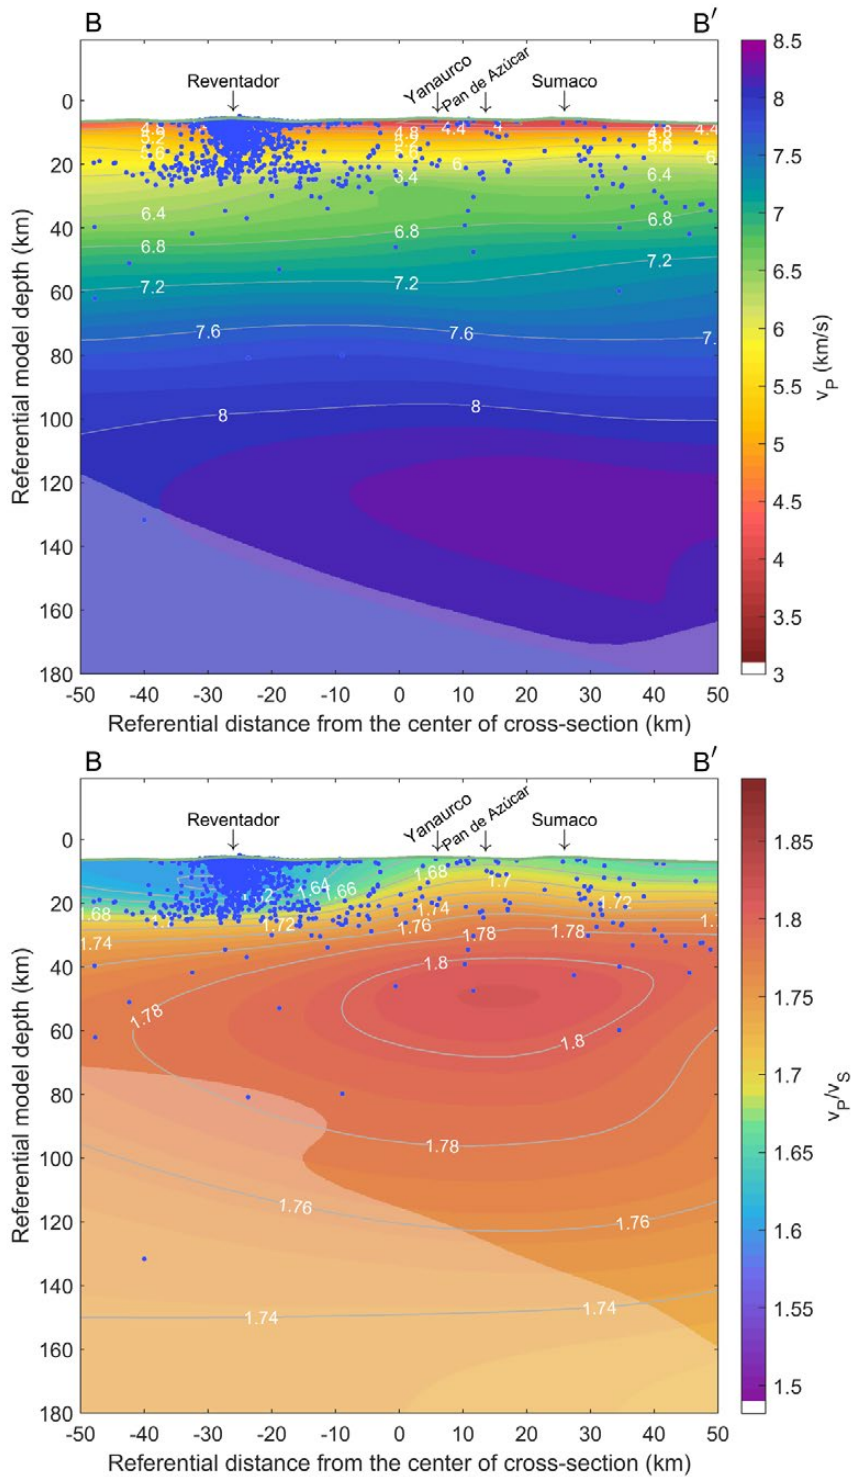 B B′
Reventador
Yanaurco
Pan de Azúcar
Sumaco
0
20
40
60
80
100
120
140
160
180
Referential model depth (km)
-50 -40 -30 -20 -10 0 10 20 30 40 50
Referential distance from the center of cross-section (km)
4.8 4.8 4.4 4 4.8 4.4
5.2 5.2
5.6 5.6 5.6
6 6
6.4 6.4
6.4
6.8 6.8 6.8
7.2 7.2 7.2
7.6 7.6 7.
8 8
8.5
8
7.5
7
6.5
6
5.5
5
4.5
4
3.5
3
vP (km/s)
B B′
Reventador
Yanaurco
Pan de Azúcar
Sumaco
0
20
40
60
80
100
120
140
160
180
Referential model depth (km)
-50 -40 -30 -20 -10 0 10 20 30 40 50
Referential distance from the center of cross-section (km)
1.64 1.66 1.68 1.7 1.72
1.68 1.72 1.74
1.74 1.76 1.78 1.78
1.8
1.78
1.8
1.78
1.76 1.76
1.74 1.74
1.85
1.8
1.75
1.7
1.65
1.6
1.55
1.5
vP/vS